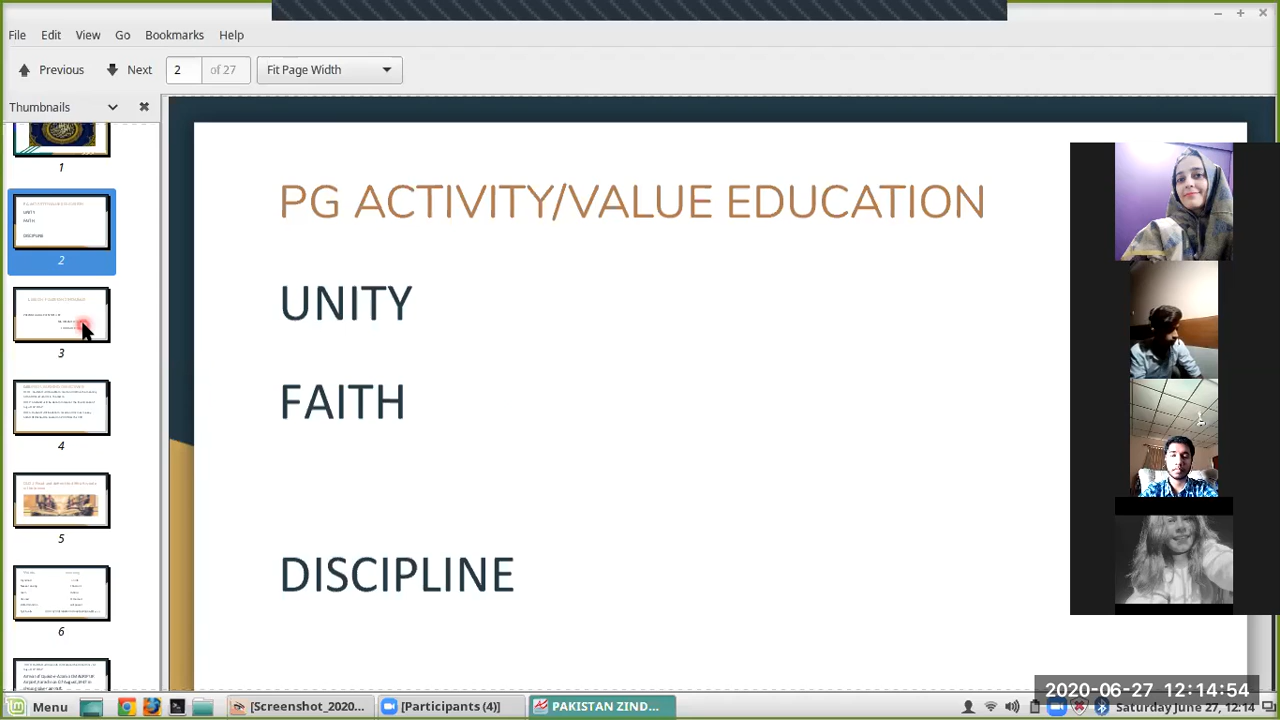 File Edit View Go Bookmarks Help
Previous Next 2 of 27 Fit Page Width
Thumbnails
1
2
3
4
5
6
PG ACTIVITY/VALUE EDUCATION
UNITY
FAITH
DISCIPLINE
2020-06-27 12:14:54
Menu [Screenshot_2020... [Participants (4)] PAKISTAN ZIND... Saturday June 27, 12:14